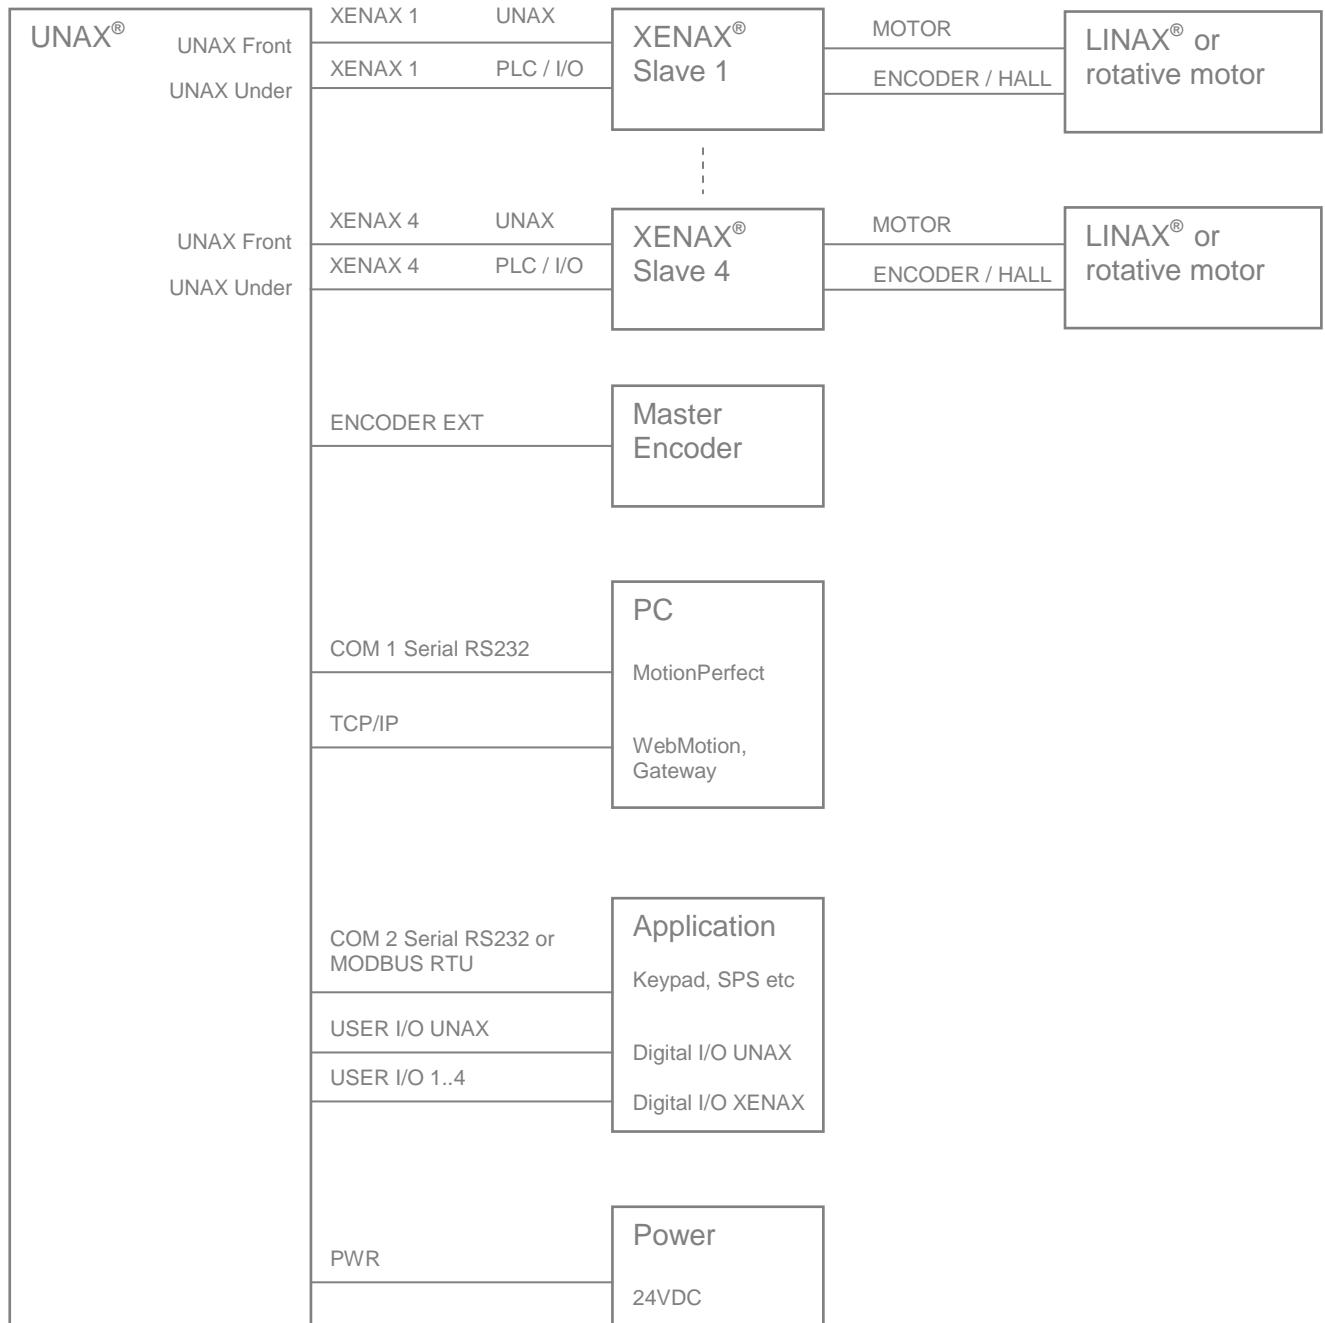 UNAX®
UNAX Front
UNAX Under
XENAX 1 UNAX
XENAX 1 PLC / I/O
XENAX®
Slave 1
MOTOR
ENCODER / HALL
LINAX® or
rotative motor
UNAX Front
UNAX Under
XENAX 4 UNAX
XENAX 4 PLC / I/O
XENAX®
Slave 4
MOTOR
ENCODER / HALL
LINAX® or
rotative motor
ENCODER EXT
Master
Encoder
PC
COM 1 Serial RS232
MotionPerfect
TCP/IP
WebMotion,
Gateway
Application
COM 2 Serial RS232 or
MODBUS RTU
Keypad, SPS etc
USER I/O UNAX
Digital I/O UNAX
USER I/O 1..4
Digital I/O XENAX
Power
PWR
24VDC